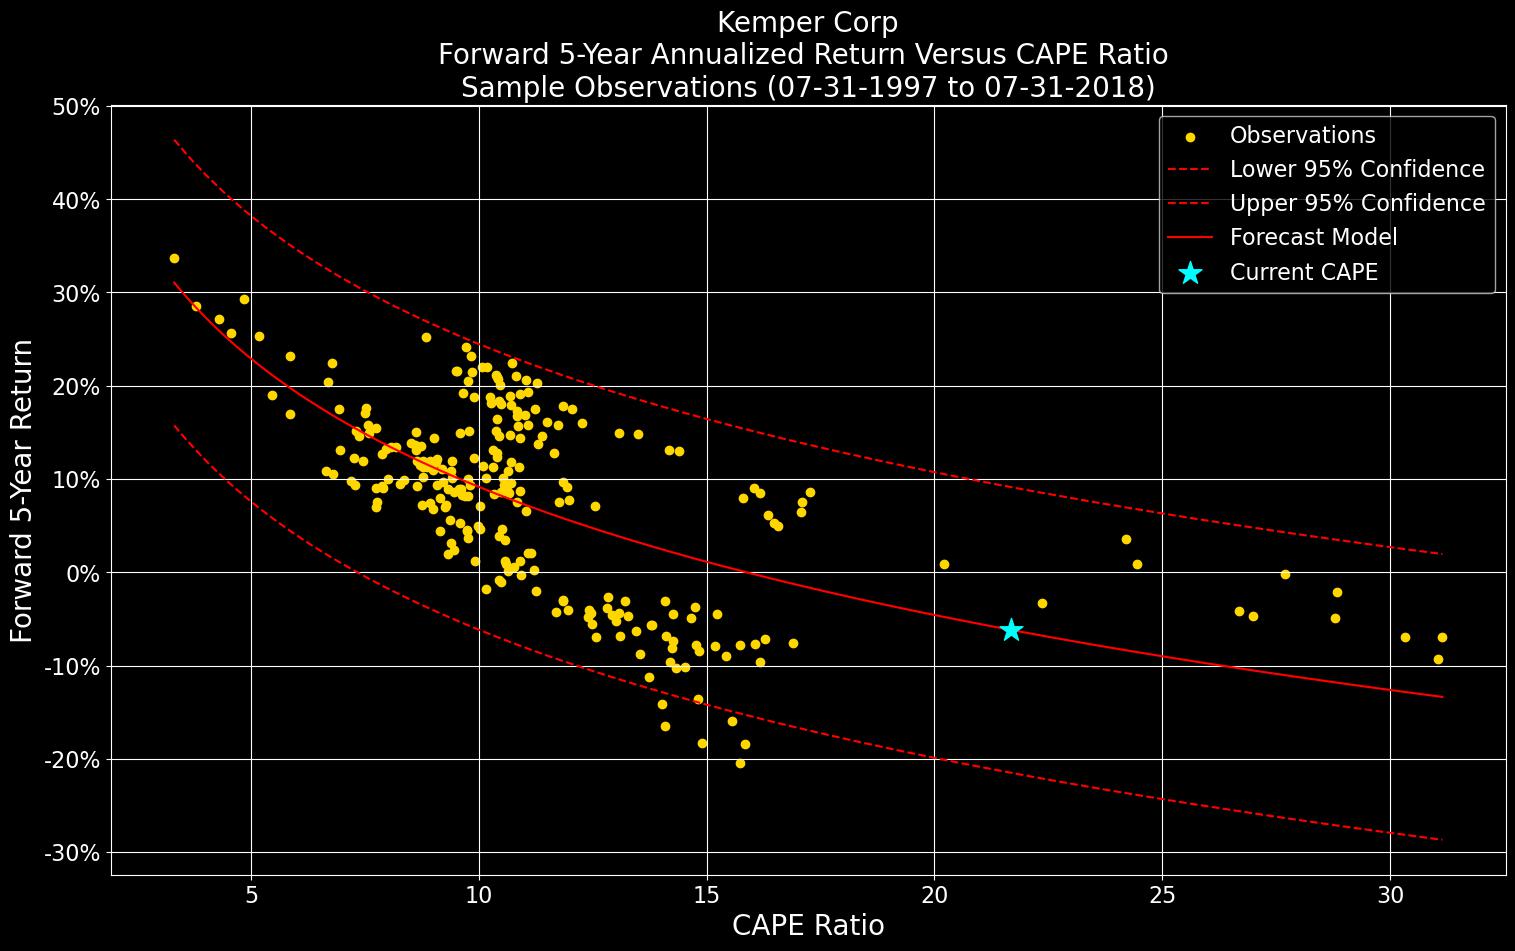 Kemper Corp
Forward 5-Year Annualized Return Versus CAPE Ratio
Sample Observations (07-31-1997 to 07-31-2018)
50%
40%
30%
20%
10%
0%
-10%
-20%
-30%
Forward 5-Year Return
Observations
Lower 95% Confidence
Upper 95% Confidence
Forecast Model
Current CAPE
5 10 15 20 25 30
CAPE Ratio